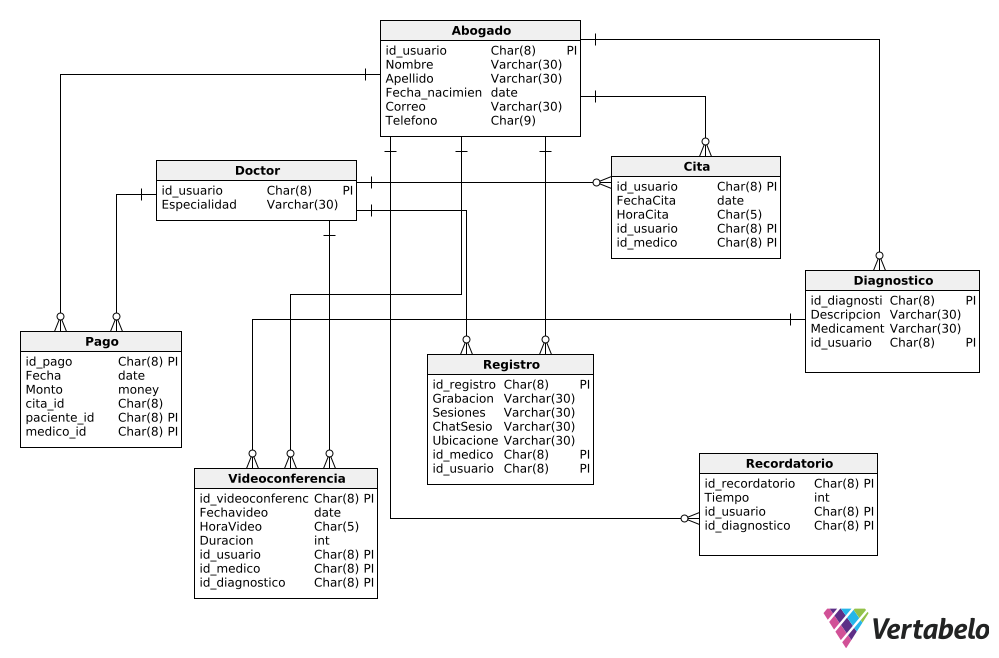 Abogado
id_usuario Char(8) PI
Nombre Varchar(30)
Apellido Varchar(30)
Fecha_nacimien date
Correo Varchar(30)
Telefono Char(9)
Doctor
id_usuario Char(8) PI
Especialidad Varchar(30)
Cita
id_usuario Char(8) PI
FechaCita date
HoraCita Char(5)
id_usuario Char(8) PI
id_medico Char(8) PI
Diagnostico
id_diagnosti Char(8) PI
Descripcion Varchar(30)
Medicament Varchar(30)
id_usuario Char(8) PI
Pago
id_pago Char(8) PI
Fecha date
Monto money
cita_id Char(8)
paciente_id Char(8) PI
medico_id Char(8) PI
Registro
id_registro Char(8) PI
Grabacion Varchar(30)
Sesiones Varchar(30)
ChatSesio Varchar(30)
Ubicacione Varchar(30)
id_medico Char(8) PI
id_usuario Char(8) PI
Videoconferencia
id_videoconferenc Char(8) PI
Fechavideo date
HoraVideo Char(5)
Duracion int
id_usuario Char(8) PI
id_medico Char(8) PI
id_diagnostico Char(8) PI
Recordatorio
id_recordatorio Char(8) PI
Tiempo int
id_usuario Char(8) PI
id_diagnostico Char(8) PI
Vertabelo